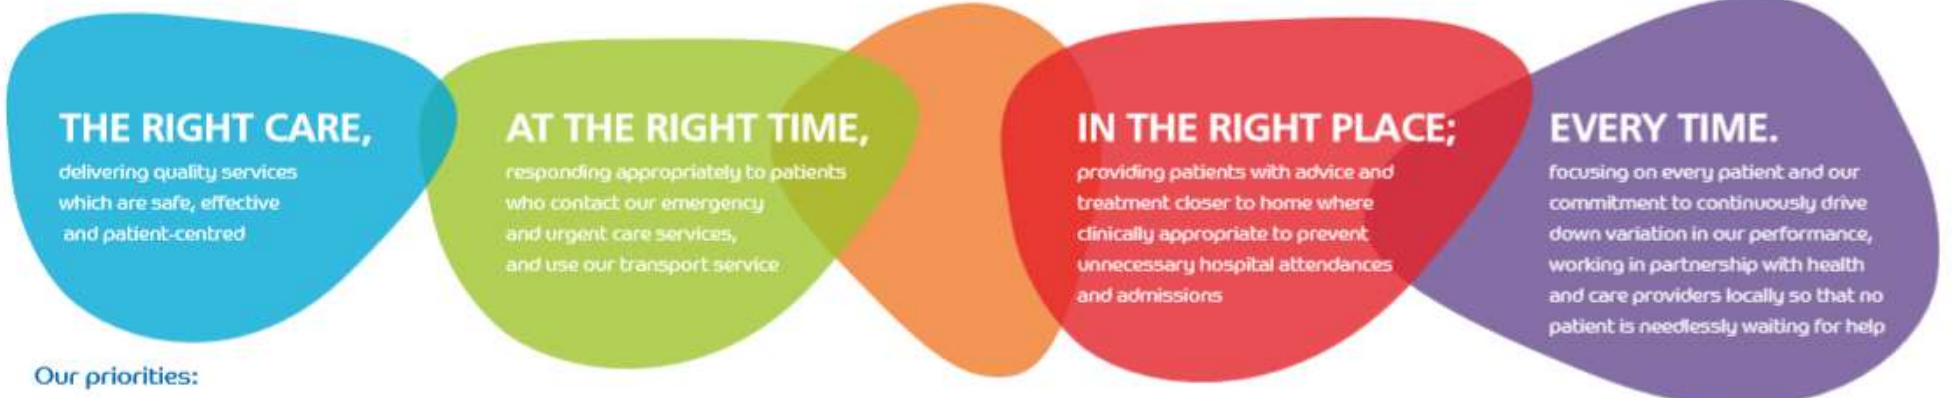 THE RIGHT CARE,
delivering quality services
which are safe, effective
and patient-centred
AT THE RIGHT TIME,
responding appropriately to patients
who contact our emergency
and urgent care services,
and use our transport service
IN THE RIGHT PLACE;
providing patients with advice and
treatment closer to home where
clinically appropriate to prevent
unnecessary hospital attendances
and admissions
EVERY TIME.
focusing on every patient and our
commitment to continuously drive
down variation in our performance,
working in partnership with health
and care providers locally so that no
patient is needlessly waiting for help
Our priorities: